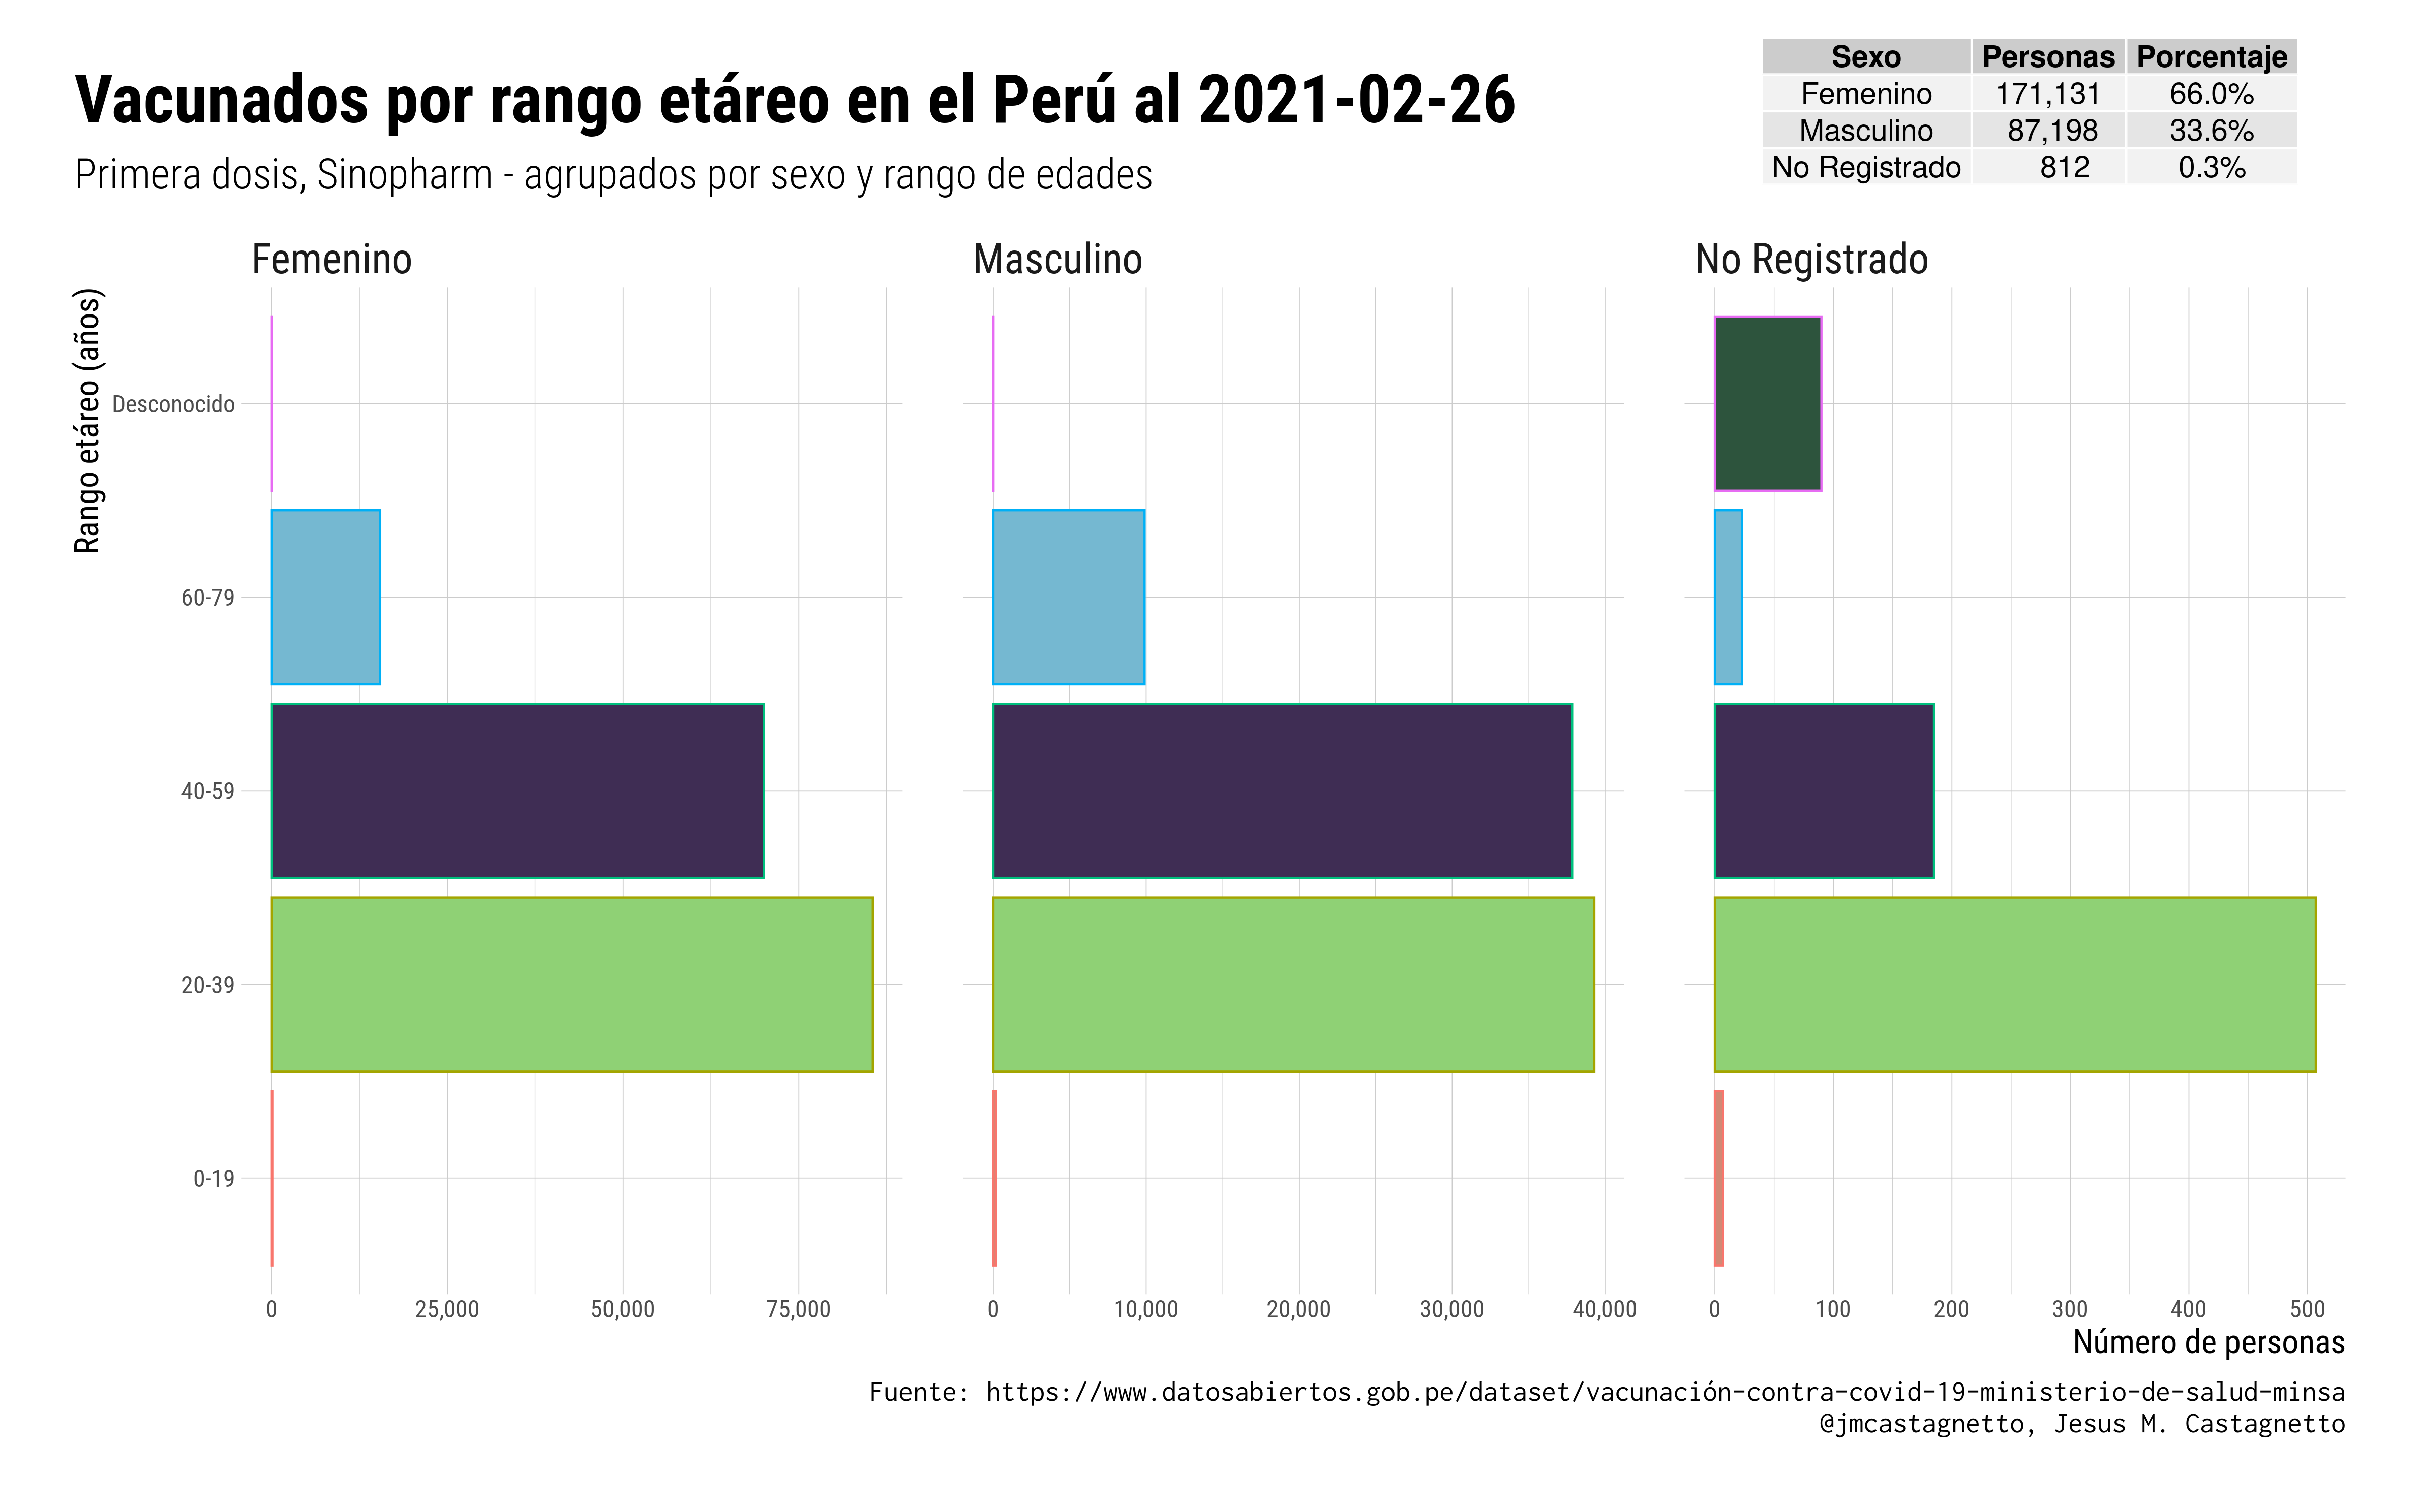 Vacunados por rango etáreo en el Perú al 2021-02-26
Primera dosis, Sinopharm - agrupados por sexo y rango de edades
Sexo Personas Porcentaje
Femenino 171,131 66.0%
Masculino 87,198 33.6%
No Registrado 812 0.3%
Femenino
Masculino
No Registrado
Rango etáreo (años)
Desconocido
60-79
40-59
20-39
0-19
0 25,000 50,000 75,000
0 10,000 20,000 30,000 40,000
0 100 200 300 400 500
Número de personas
Fuente: https://www.datosabiertos.gob.pe/dataset/vacunación-contra-covid-19-ministerio-de-salud-minsa
@jmcastagnetto, Jesus M. Castagnetto